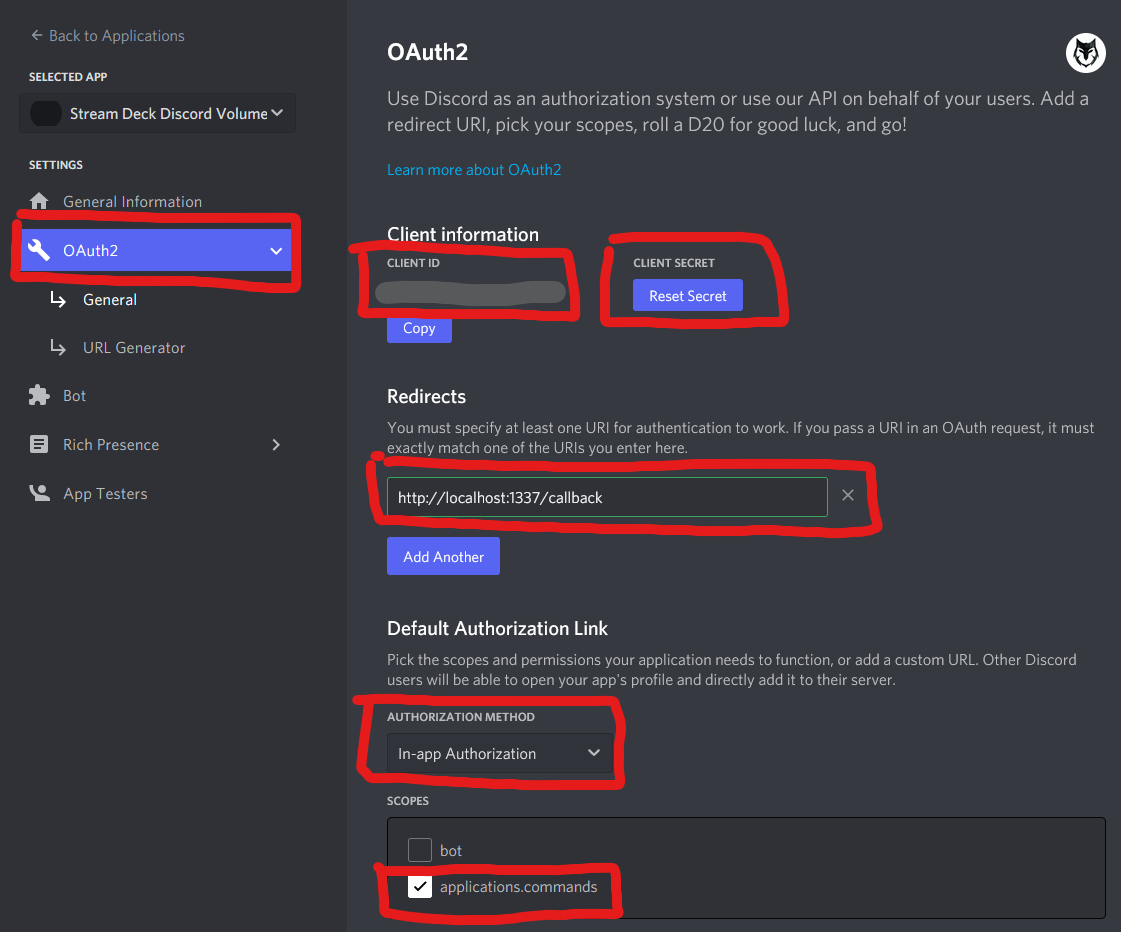 Back to Applications
SELECTED APP
Stream Deck Discord Volume
SETTINGS
General Information
OAuth2
General
URL Generator
Bot
Rich Presence
App Testers
OAuth2
Use Discord as an authorization system or use our API on behalf of your users. Add a
redirect URI, pick your scopes, roll a D20 for good luck, and go!
Learn more about OAuth2
Client information
CLIENT ID
CLIENT SECRET
Reset Secret
Copy
Redirects
You must specify at least one URI for authentication to work. If you pass a URI in an OAuth request, it must
exactly match one of the URIs you enter here.
http://localhost:1337/callback
Add Another
Default Authorization Link
Pick the scopes and permissions your application needs to function, or add a custom URL. Other Discord
users will be able to open your app's profile and directly add it to their server.
AUTHORIZATION METHOD
In-app Authorization
SCOPES
bot
applications.commands